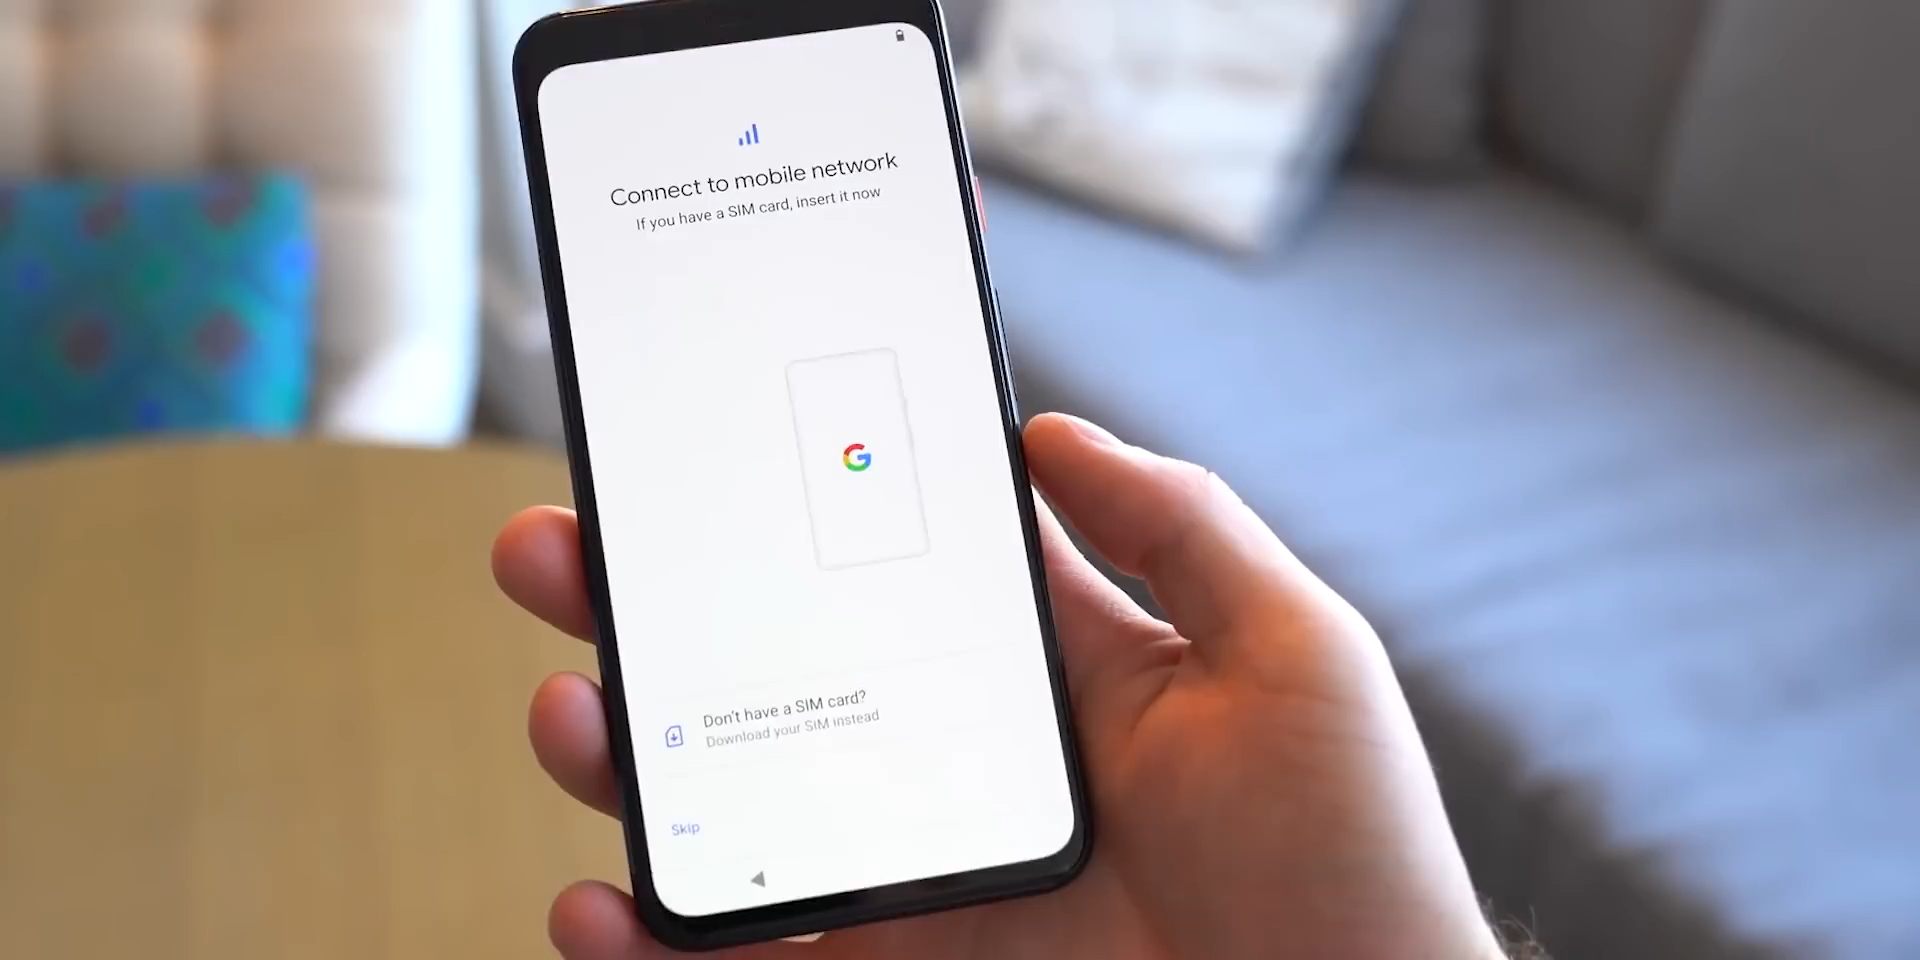 Connect to mobile network
If you have a SIM card, insert it now
G
Don't have a SIM card?
Download your SIM instead
Skip